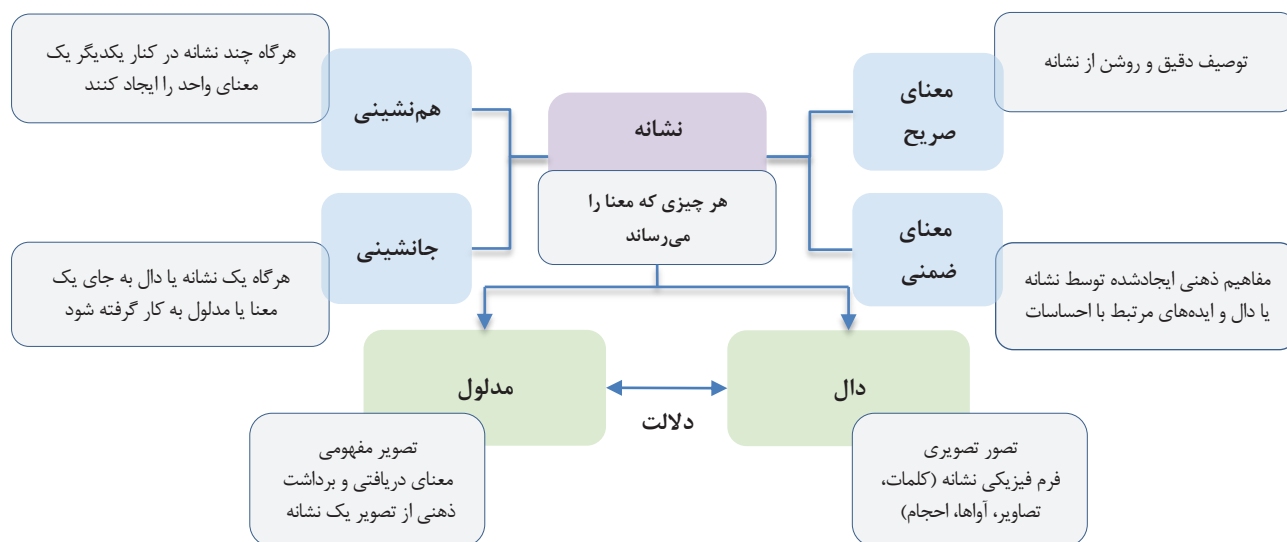 توصیف دقیق و روشن از نشانه
معنای
صریح
نشانه
هر چیزی که معنا را
می‌رساند
هم‌نشینی
هرگاه چند نشانه در کنار یکدیگر یک
معنای واحد را ایجاد کنند
معنای
ضمنی
مفاهیم ذهنی ایجادشده توسط نشانه
یا دال و ایده‌های مرتبط با احساسات
جانشینی
هرگاه یک نشانه یا دال به جای یک
معنا یا مدلول به کار گرفته شود
دال
دلالت
مدلول
تصور تصویری
فرم فیزیکی نشانه (کلمات،
تصاویر، آواها، احجام)
تصویر مفهومی
معنای دریافتی و برداشت
ذهنی از تصویر یک نشانه